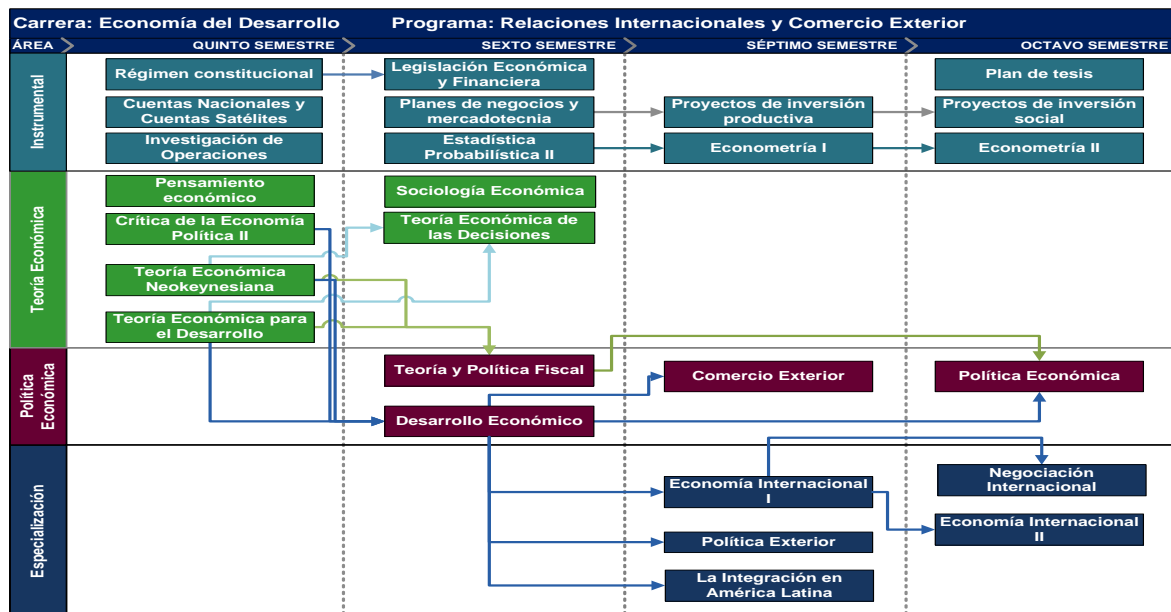 Carrera: Economía del Desarrollo
Programa: Relaciones Internacionales y Comercio Exterior
ÁREA
QUINTO SEMESTRE
SEXTO SEMESTRE
SÉPTIMO SEMESTRE
OCTAVO SEMESTRE
Instrumental
Régimen constitucional
Legislación Económica
y Financiera
Plan de tesis
Cuentas Nacionales y
Cuentas Satélites
Planes de negocios y
mercadotecnia
Proyectos de inversión
productiva
Proyectos de inversión
social
Investigación de
Operaciones
Estadística
Probabilística II
Econometría I
Econometría II
Teoría Económica
Pensamiento
económico
Sociología Económica
Crítica de la Economía
Política II
Teoría Económica de
las Decisiones
Teoría Económica
Neokeynesiana
Teoría Económica para
el Desarrollo
Política
Económica
Teoría y Política Fiscal
Comercio Exterior
Política Económica
Desarrollo Económico
Especialización
Economía Internacional
I
Negociación
Internacional
Economía Internacional
II
Política Exterior
La Integración en
América Latina